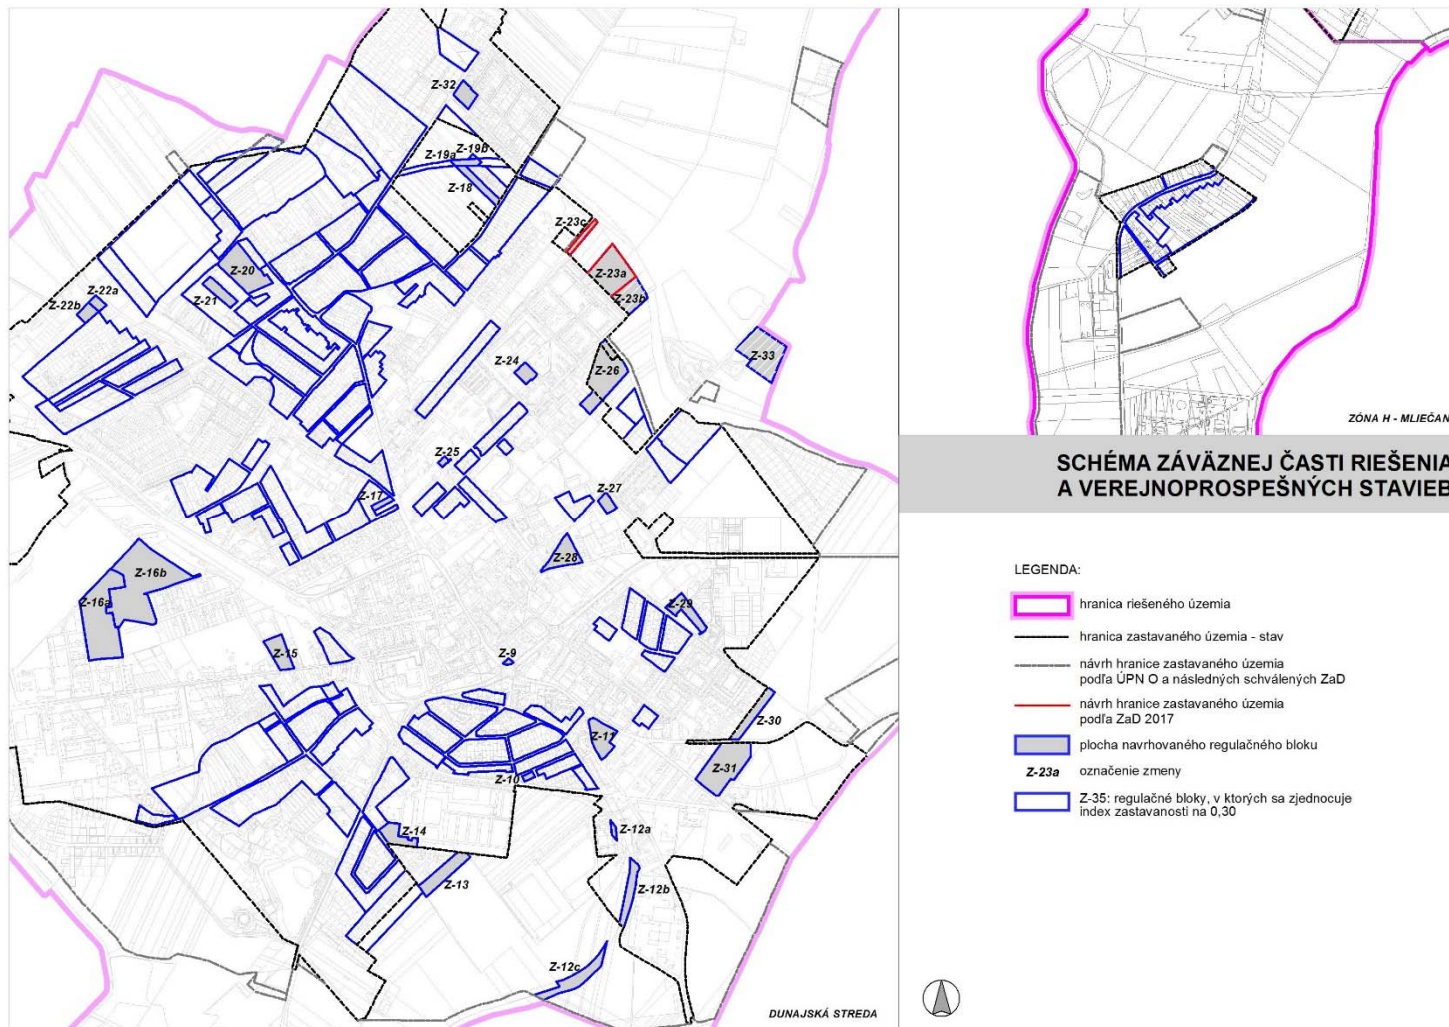 Z-32
Z-19b
Z-19a
Z-18
Z-23c
Z-20
Z-23a
Z-21
Z-22a
Z-22b
Z-23b
Z-33
Z-24
Z-26
Z-25
Z-17
Z-27
Z-28
Z-16b
Z-16a
Z-29
Z-15
Z-9
Z-30
Z-11
Z-31
Z-10
Z-14
Z-12a
Z-13
Z-12b
Z-12c
DUNAJSKÁ STREDA
ZÓNA H - MLIEČAN
SCHÉMA ZÁVÄZNEJ ČASTI RIEŠENIA
A VEREJNOPROSPEŠNÝCH STAVIEB
LEGENDA:
hranica riešeného územia
hranica zastavaného územia - stav
návrh hranice zastavaného územia
podľa ÚPN O a následných schválených ZaD
návrh hranice zastavaného územia
podľa ZaD 2017
plocha navrhovaného regulačného bloku
Z-23a označenie zmeny
Z-35: regulačné bloky, v ktorých sa zjednocuje
index zastavanosti na 0,30